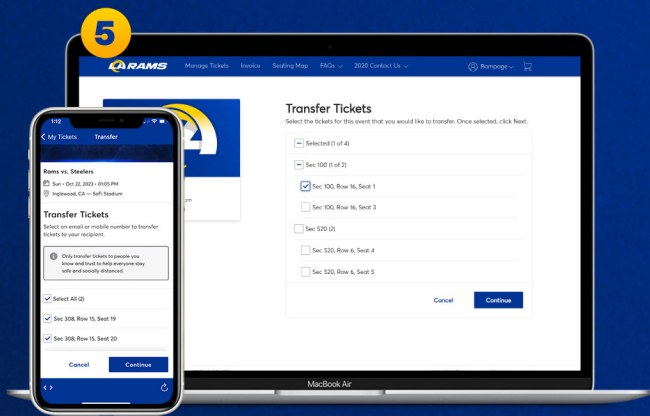 5
LA RAMS
Manage Tickets
Invoice
Seating Map
FAQs
2020 Contact Us
Rampage
Transfer Tickets
Select the tickets for this event that you would like to transfer. Once selected, click Next.
Selected (1 of 4)
Sec 100 (1 of 2)
Sec 100, Row 16, Seat 1
Sec 100, Row 16, Seat 3
Sec 520 (2)
Sec 520, Row 6, Seat 4
Sec 520, Row 6, Seat 5
Cancel
Continue
MacBook Air
1:12
My Tickets
Transfer
Rams vs. Steelers
Sun • Oct 22, 2023 • 01:05 PM
Inglewood, CA — SoFi Stadium
Transfer Tickets
Select an email or mobile number to transfer
tickets to your recipient.
Only transfer tickets to people you
know and trust to help everyone stay
safe and socially distanced.
Select All (2)
Sec 308, Row 15, Seat 19
Sec 308, Row 15, Seat 20
Cancel
Continue